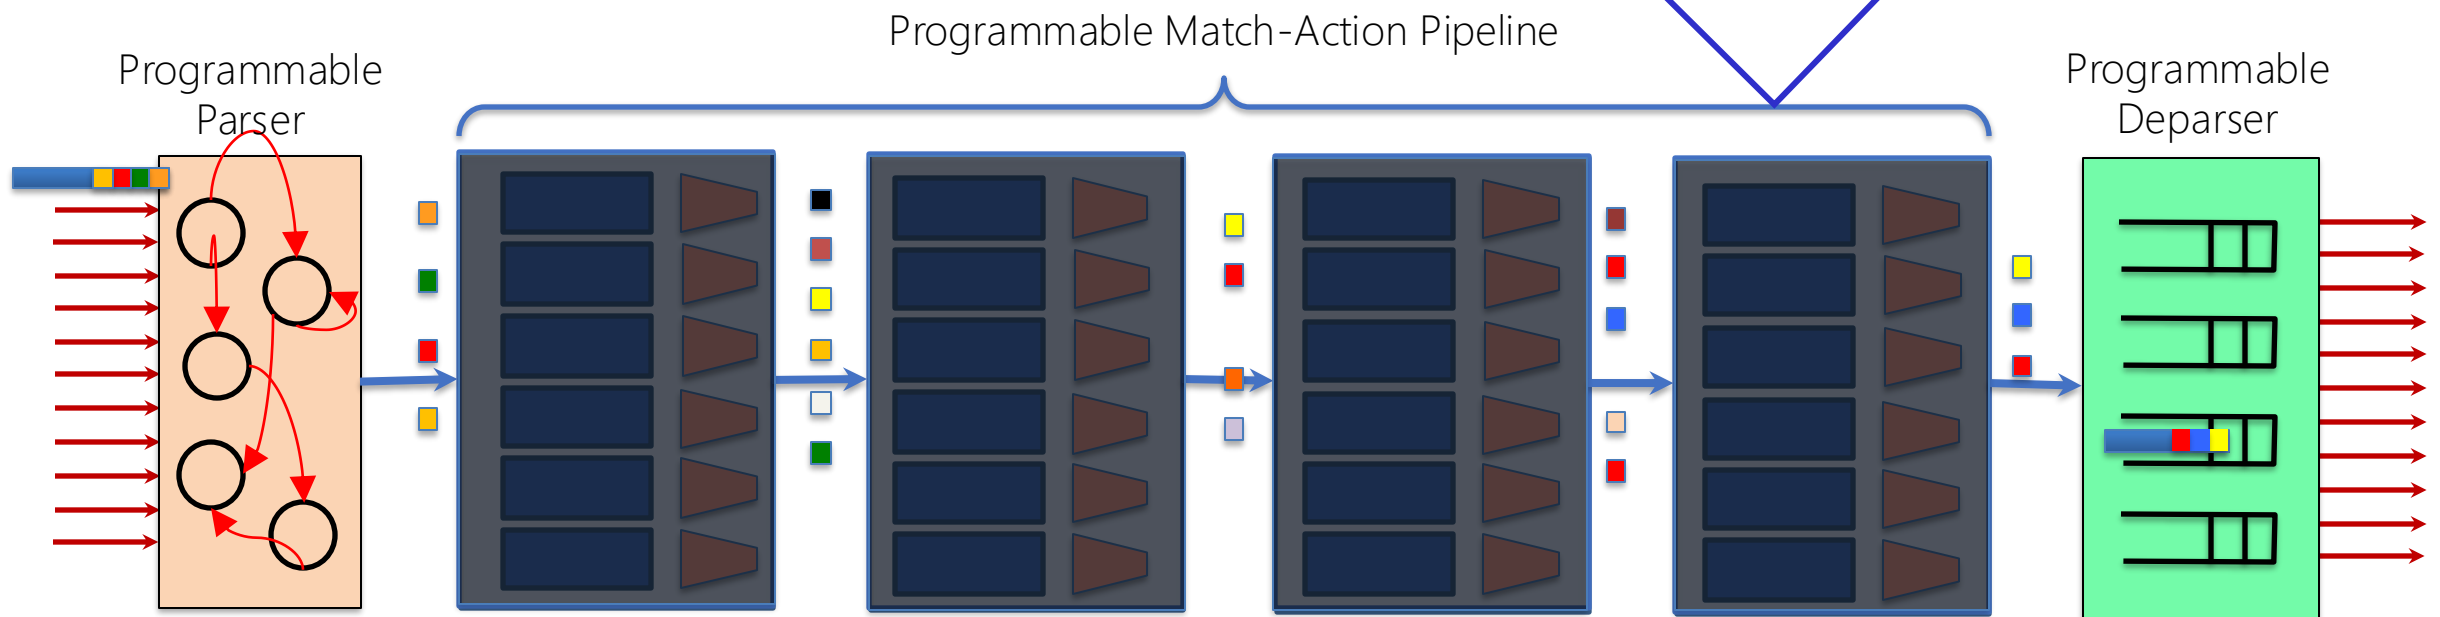 Programmable Match-Action Pipeline
Programmable
Parser
Programmable
Deparser